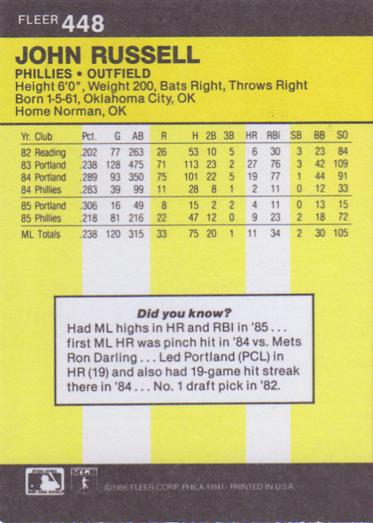 FLEER 448
JOHN RUSSELL
PHILLIES • OUTFIELD
Height 6'0", Weight 200, Bats Right, Throws Right
Born 1-5-61, Oklahoma City, OK
Home Norman, OK
Yr. Club Pct. G AB R H 2B 3B HR RBI SB BB SO
82 Reading .202 77 263 26 53 10 5 6 30 3 23 84
83 Portland .238 128 475 71 113 23 2 27 76 3 42 109
84 Portland .289 93 350 75 101 22 5 19 77 1 44 91
84 Phillies .283 39 99 11 28 8 1 2 11 0 12 33
85 Portland .306 16 49 8 15 2 2 4 11 0 13 15
85 Phillies .218 81 216 22 47 12 0 9 23 2 18 72
ML Totals .238 120 315 33 75 20 1 11 34 2 30 105
Did you know?
Had ML highs in HR and RBI in '85 . . .
first ML HR was pinch hit in '84 vs. Mets
Ron Darling . . . Led Portland (PCL) in
HR (19) and also had 19-game hit streak
there in '84 . . . No. 1 draft pick in '82.
©1986 FLEER CORP. PHILA. 19141 - PRINTED IN U.S.A.